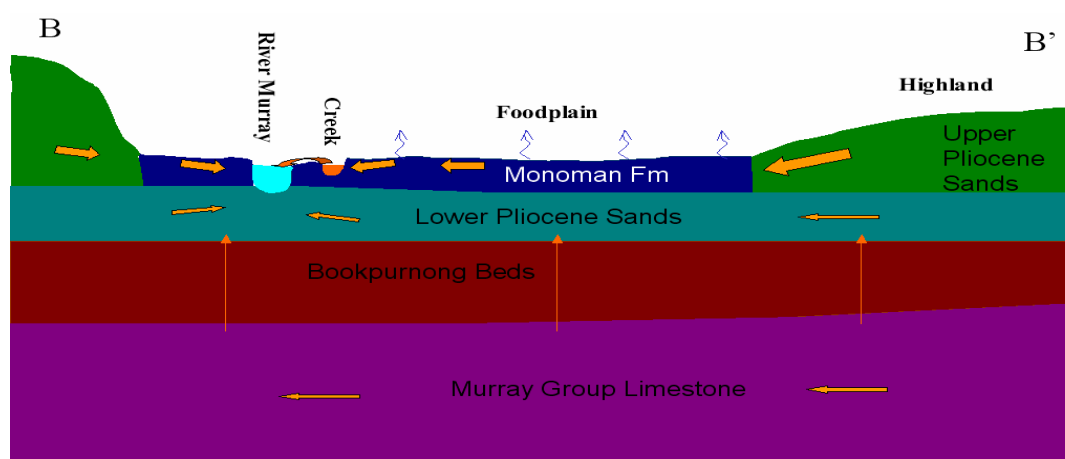 B
B’
River Murray
Creek
Foodplain
Highland
Upper
Pliocene
Sands
Monoman Fm
Lower Pliocene Sands
Bookpurnong Beds
Murray Group Limestone